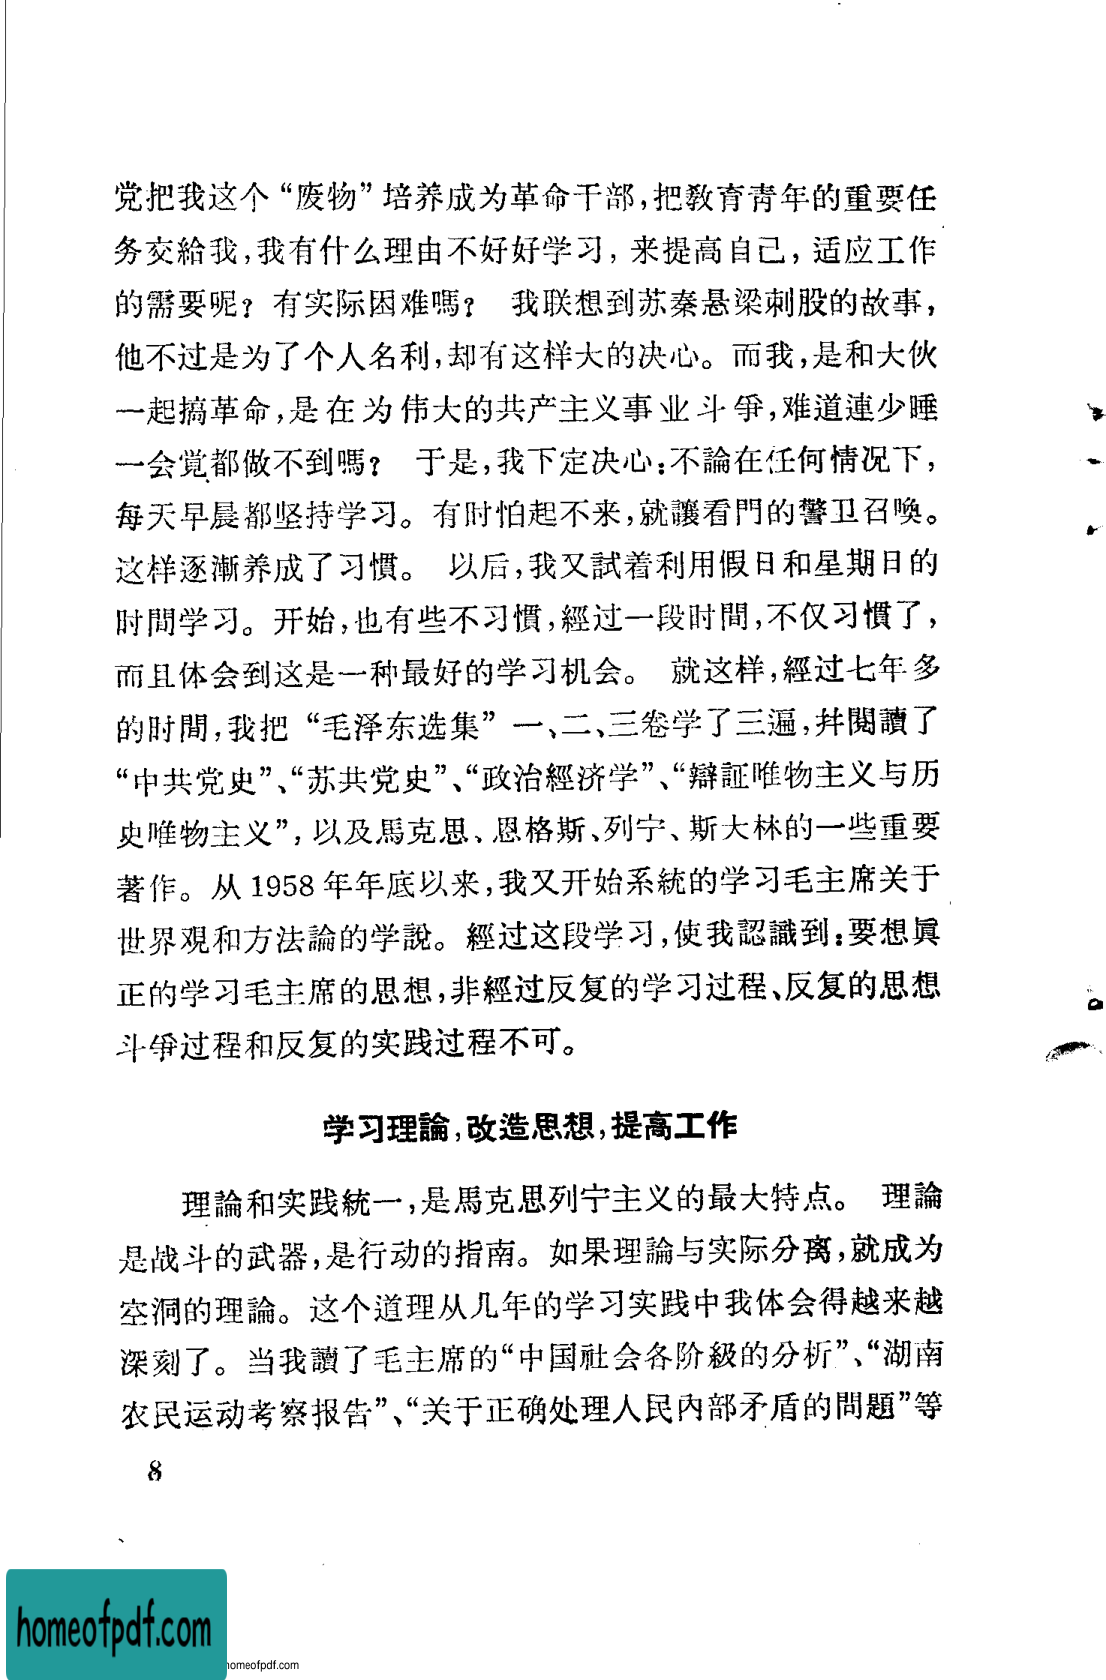 党把我这个“废物”培养成为革命干部,把敎育青年的重要任
务交給我,我有什么理由不好好学习,来提高自己,适应工作
的需要呢?有实际困难嗎? 我联想到苏秦悬梁刺股的故事,
他不过是为了个人名利,却有这样大的决心。而我,是和大伙
一起搞革命,是在为伟大的共产主义事业斗爭,难道連少睡
一会觉都做不到嗎? 于是,我下定决心:不論在任何情况下,
每天早晨都坚持学习。有时怕起不来,就讓看門的警卫召喚。
这样逐漸养成了习慣。 以后,我又試着利用假日和星期日的
时間学习。开始,也有些不习慣,經过一段时間,不仅习慣了,
而且体会到这是一种最好的学习机会。 就这样,經过七年多
的时間,我把“毛泽东选集”一、二、三卷学了三遍,幷閱讀了
“中共党史”、“苏共党史”、“政治經济学”、“辯証唯物主义与历
史唯物主义”,以及馬克思、恩格斯、列宁、斯大林的一些重要
著作。从1958年年底以来,我又开始系統的学习毛主席关于
世界观和方法論的学說。經过这段学习,使我認識到:要想眞
正的学习毛主席的思想,非經过反复的学习过程、反复的思想
斗爭过程和反复的实践过程不可。
学习理論,改造思想,提高工作
理論和实践統一,是馬克思列宁主义的最大特点。 理論
是战斗的武器,是行动的指南。如果理論与实际分离,就成为
空洞的理論。这个道理从几年的学习实践中我体会得越来越
深刻了。当我讀了毛主席的“中国社会各阶級的分析”、“湖南
农民运动考察报告”、“关于正确处理人民內部矛盾的問題”等
8
homeofpdf.com
homeofpdf.com